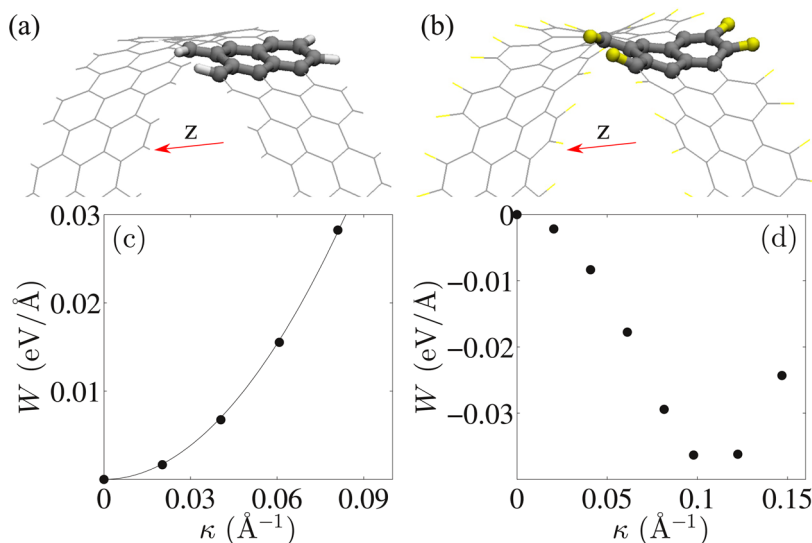 (a)
z
(b)
z
(c)
0.03
0.02
0.01
0
0.03
0.06
0.09
W (eV/Å)
κ (Å⁻¹)
(d)
0
−0.01
−0.02
−0.03
0
0.05
0.1
0.15
W (eV/Å)
κ (Å⁻¹)